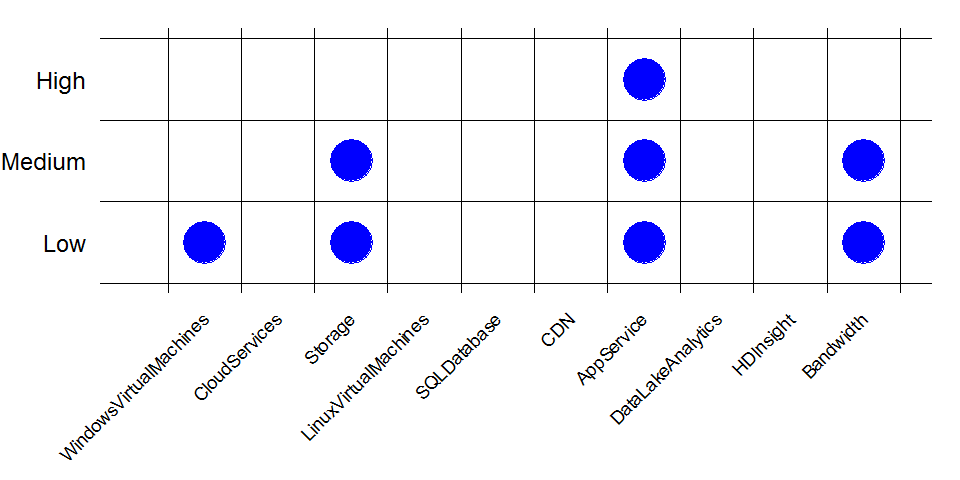 High
Medium
Low
WindowsVirtualMachines
CloudServices
Storage
LinuxVirtualMachines
SQLDatabase
CDN
AppService
DataLakeAnalytics
HDInsight
Bandwidth